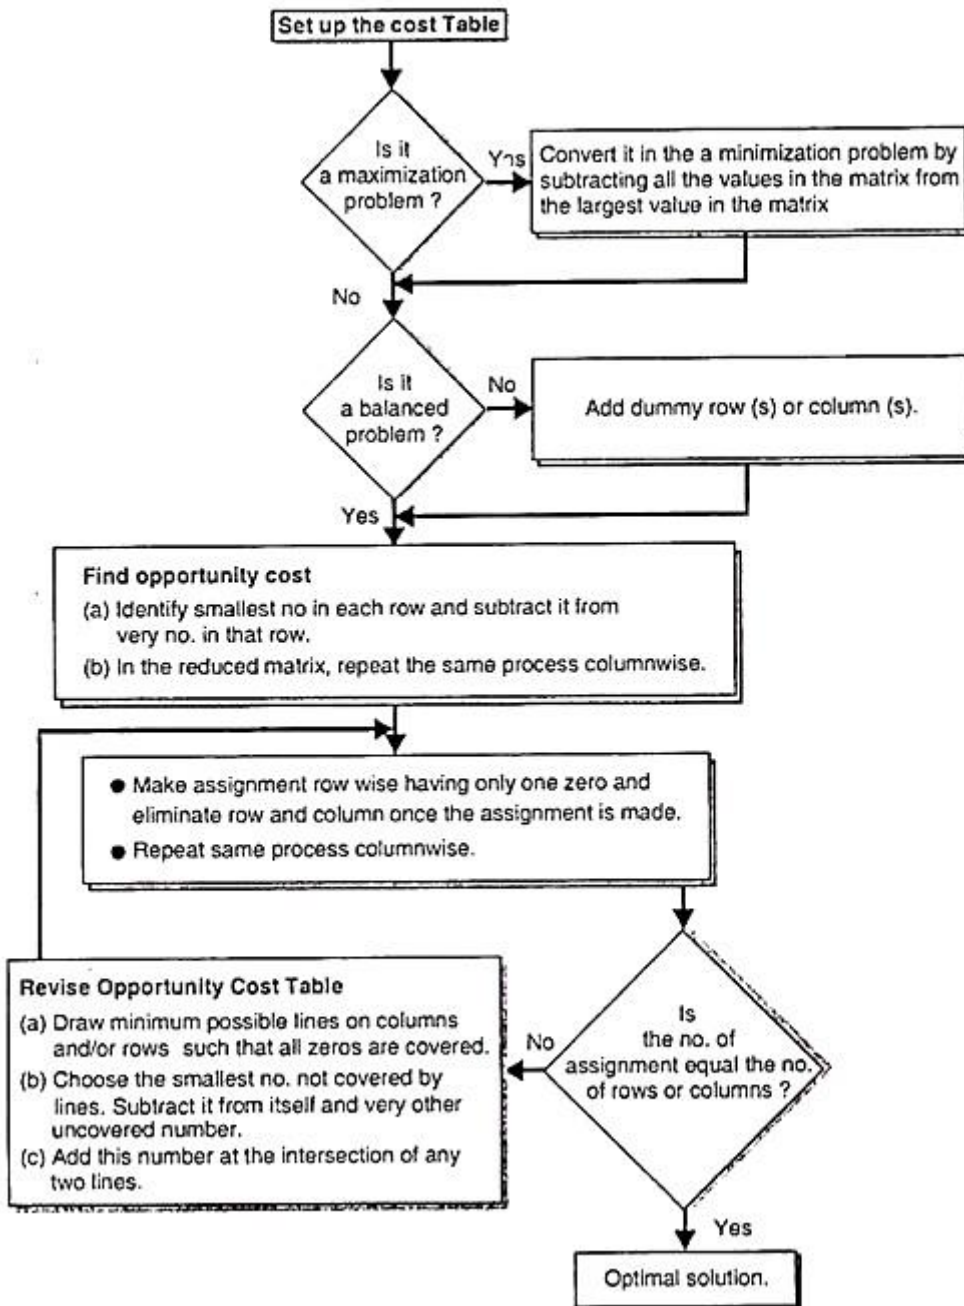 Set up the cost Table
Is it
a maximization
problem ?
Yes
Convert it in the a minimization problem by
subtracting all the values in the matrix from
the largest value in the matrix
No
Is it
a balanced
problem ?
No
Add dummy row (s) or column (s).
Yes
Find opportunity cost
(a) Identify smallest no in each row and subtract it from
very no. in that row.
(b) In the reduced matrix, repeat the same process columnwise.
● Make assignment row wise having only one zero and
eliminate row and column once the assignment is made.
● Repeat same process columnwise.
Revise Opportunity Cost Table
(a) Draw minimum possible lines on columns
and/or rows such that all zeros are covered.
(b) Choose the smallest no. not covered by
lines. Subtract it from itself and very other
uncovered number.
(c) Add this number at the intersection of any
two lines.
No
Is
the no. of
assignment equal the no.
of rows or columns ?
Yes
Optimal solution.